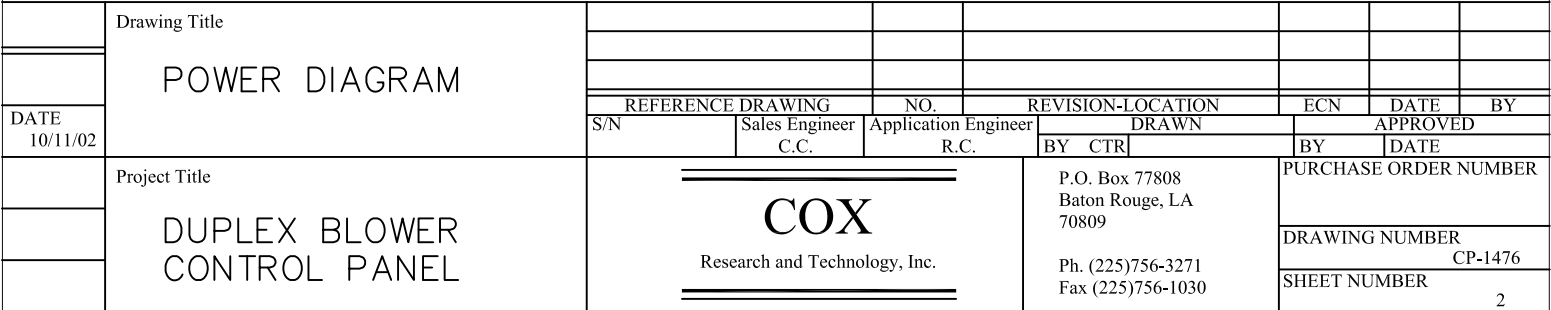 Drawing Title
POWER DIAGRAM
DATE
10/11/02
REFERENCE DRAWING NO. REVISION-LOCATION ECN DATE BY
S/N Sales Engineer Application Engineer DRAWN APPROVED
C.C. R.C. BY CTR BY DATE
Project Title
DUPLEX BLOWER
CONTROL PANEL
COX
Research and Technology, Inc.
P.O. Box 77808
Baton Rouge, LA
70809
Ph. (225)756-3271
Fax (225)756-1030
PURCHASE ORDER NUMBER
DRAWING NUMBER
CP-1476
SHEET NUMBER
2